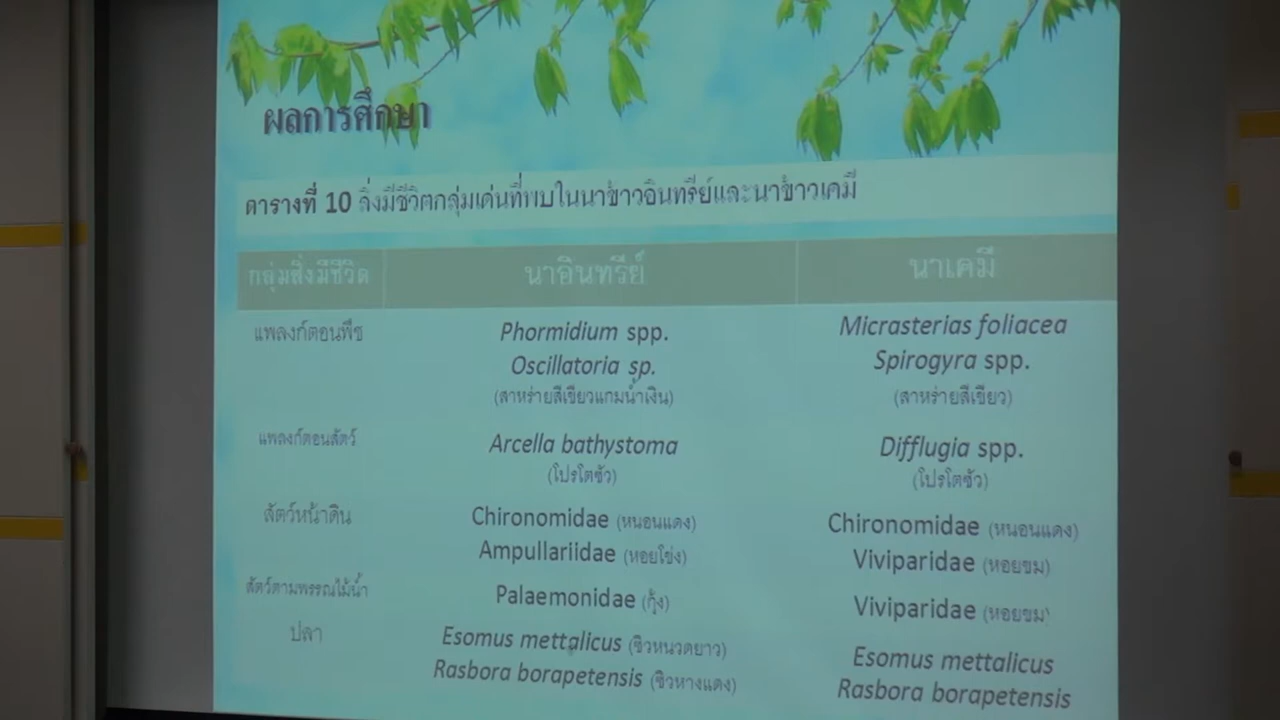 ผลการศึกษา
ตารางที่ 10 สิ่งมีชีวิตกลุ่มเด่นที่พบในนาข้าวอินทรีย์และนาข้าวเคมี
กลุ่มสิ่งมีชีวิต นาอินทรีย์ นาเคมี
แพลงก์ตอนพืช Phormidium spp. Micrasterias foliacea
Oscillatoria sp. Spirogyra spp.
(สาหร่ายสีเขียวแกมน้ำเงิน) (สาหร่ายสีเขียว)
แพลงก์ตอนสัตว์ Arcella bathystoma Difflugia spp.
(โปรโตซัว) (โปรโตซัว)
สัตว์หน้าดิน Chironomidae (หนอนแดง) Chironomidae (หนอนแดง)
Ampullariidae (หอยโข่ง) Viviparidae (หอยขม)
สัตว์ตามพรรณไม้น้ำ Palaemonidae (กุ้ง) Viviparidae (หอยขม)
ปลา Esomus mettalicus (ซิวหนวดยาว) Esomus mettalicus
Rasbora borapetensis (ซิวหางแดง) Rasbora borapetensis